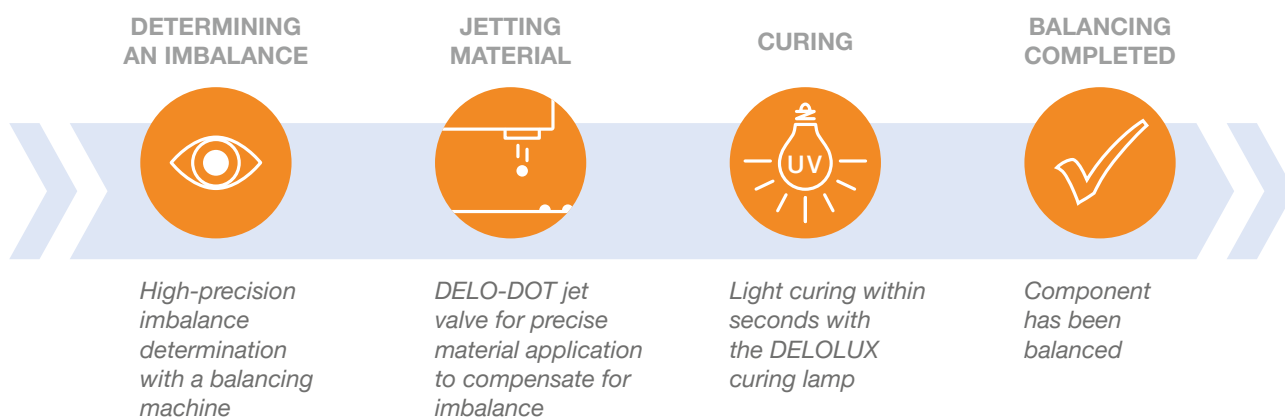 DETERMINING
AN IMBALANCE
JETTING
MATERIAL
CURING
BALANCING
COMPLETED
UV
High-precision
imbalance
determination
with a balancing
machine
DELO-DOT jet
valve for precise
material application
to compensate for
imbalance
Light curing within
seconds with
the DELOLUX
curing lamp
Component
has been
balanced